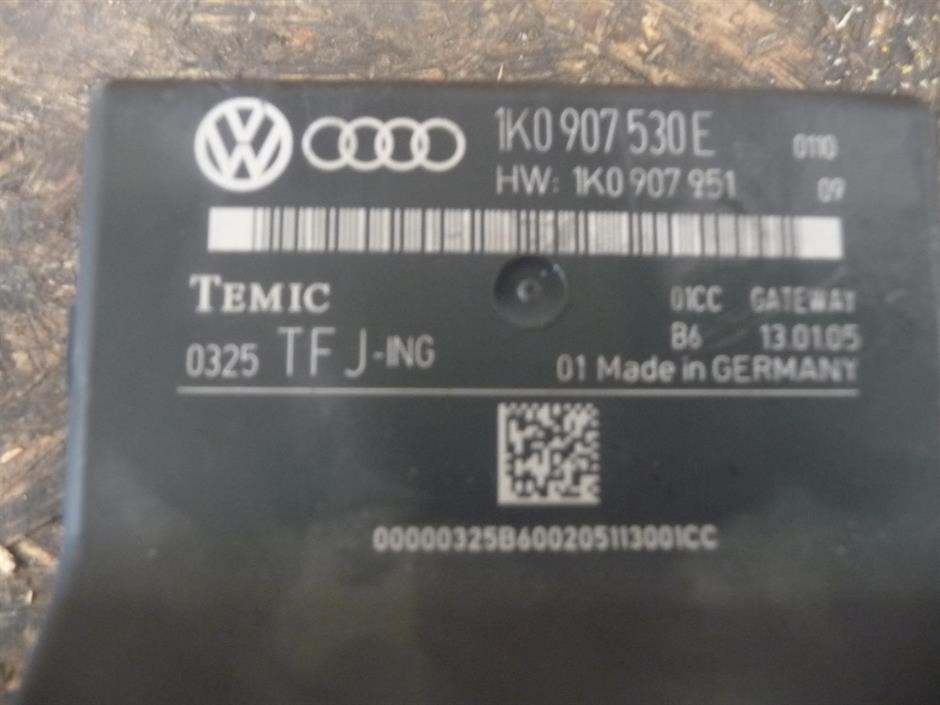 1K0 907 530 E 0110
HW: 1K0 907 951 09
TEMIC
01CC GATEWAY
B6 13.01.05
0325 TFJ-ING
01 Made in GERMANY
00000325B600205113001CC